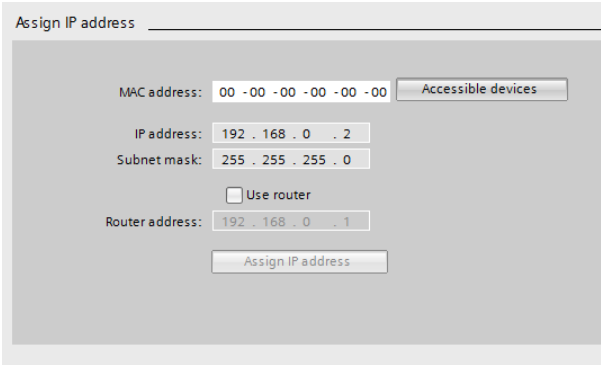 Assign IP address
MAC address: 00 -00 -00 -00 -00 -00 Accessible devices
IP address: 192 . 168 . 0 . 2
Subnet mask: 255 . 255 . 255 . 0
Use router
Router address: 192 . 168 . 0 . 1
Assign IP address